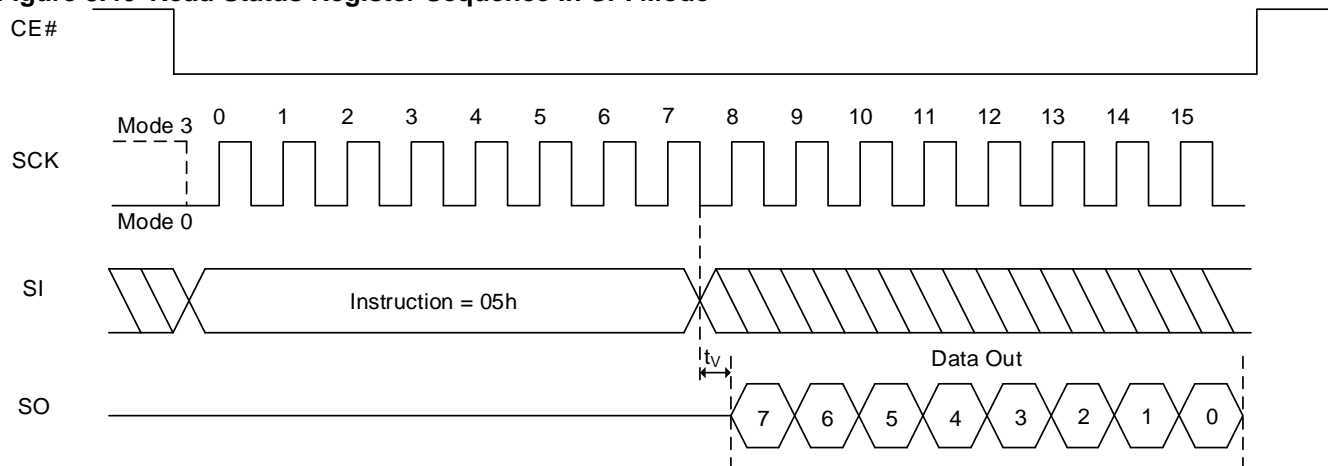 CE#
Mode 3
0 1 2 3 4 5 6 7 8 9 10 11 12 13 14 15
SCK
Mode 0
SI
Instruction = 05h
tV
Data Out
SO
7 6 5 4 3 2 1 0